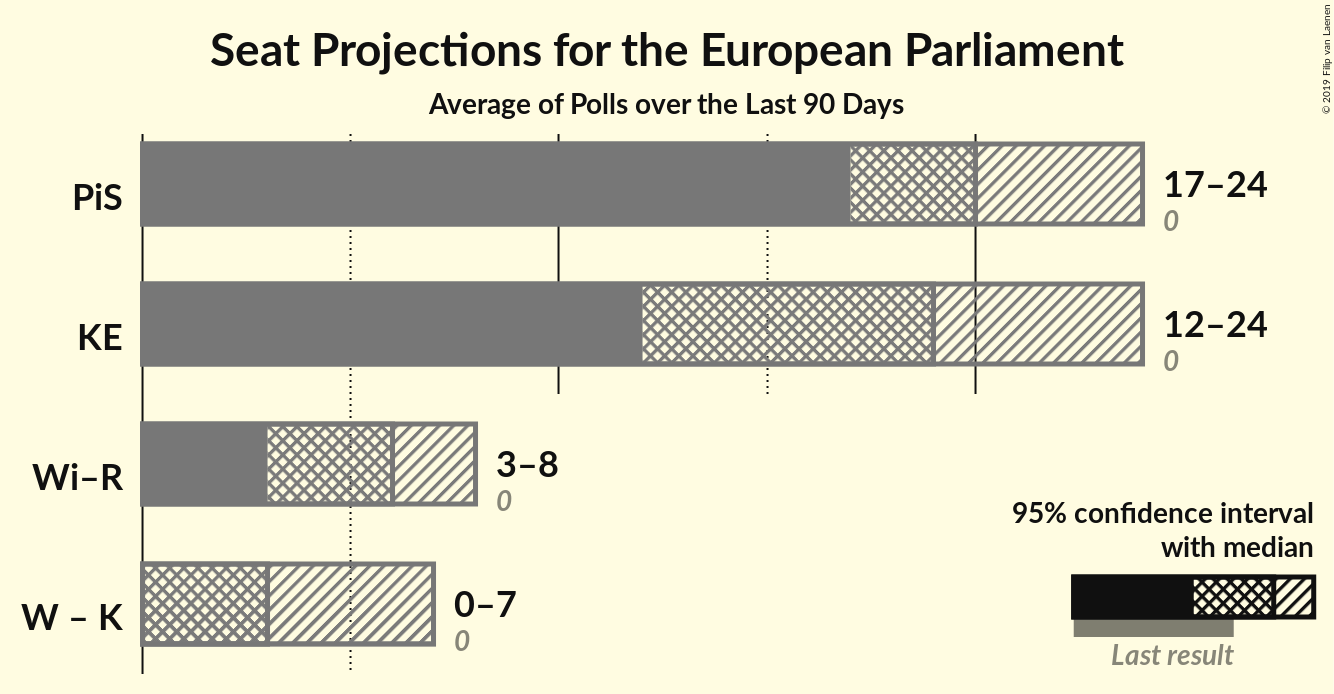 © 2019 Filip van Laenen
Seat Projections for the European Parliament
Average of Polls over the Last 90 Days
PiS
17–24
0
KE
12–24
0
Wi–R
3–8
0
W – K
0–7
0
95% confidence interval
with median
Last result